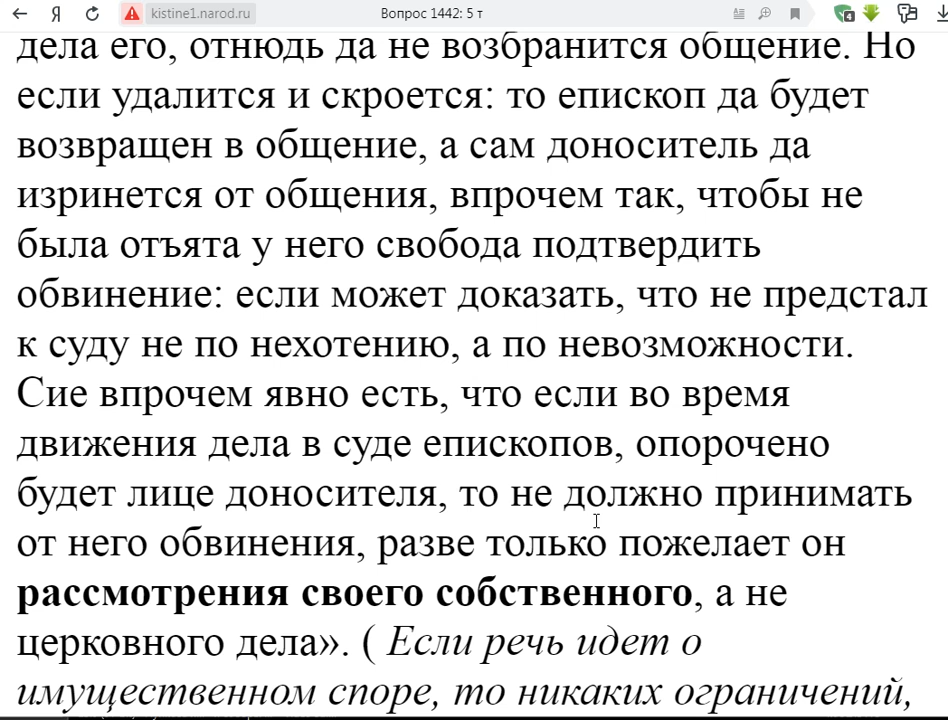 kistine1.narod.ru
Вопрос 1442: 5 т
4
дела его, отнюдь да не возбранится общение. Но
если удалится и скроется: то епископ да будет
возвращен в общение, а сам доноситель да
изринется от общения, впрочем так, чтобы не
была отъята у него свобода подтвердить
обвинение: если может доказать, что не предстал
к суду не по нехотению, а по невозможности.
Сие впрочем явно есть, что если во время
движения дела в суде епископов, опорочено
будет лице доносителя, то не должно принимать
от него обвинения, разве только пожелает он
рассмотрения своего собственного, а не
церковного дела». ( Если речь идет о
имущественном споре, то никаких ограничений,